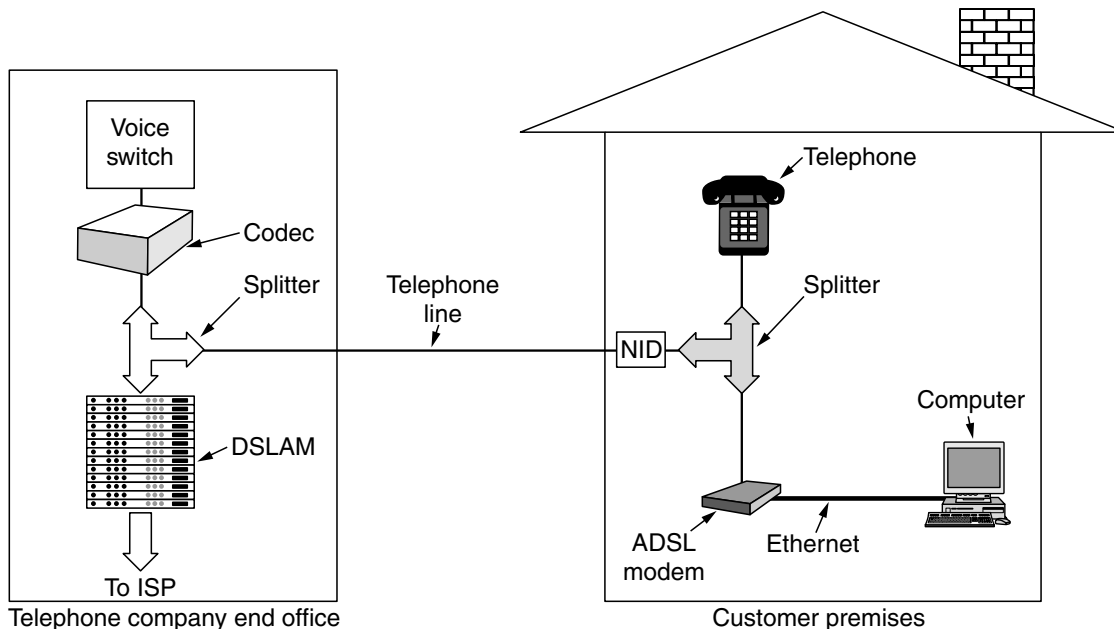 Voice
switch
Codec
Splitter
DSLAM
To ISP
Telephone company end office
Telephone
line
Telephone
Splitter
NID
Computer
ADSL
modem
Ethernet
Customer premises